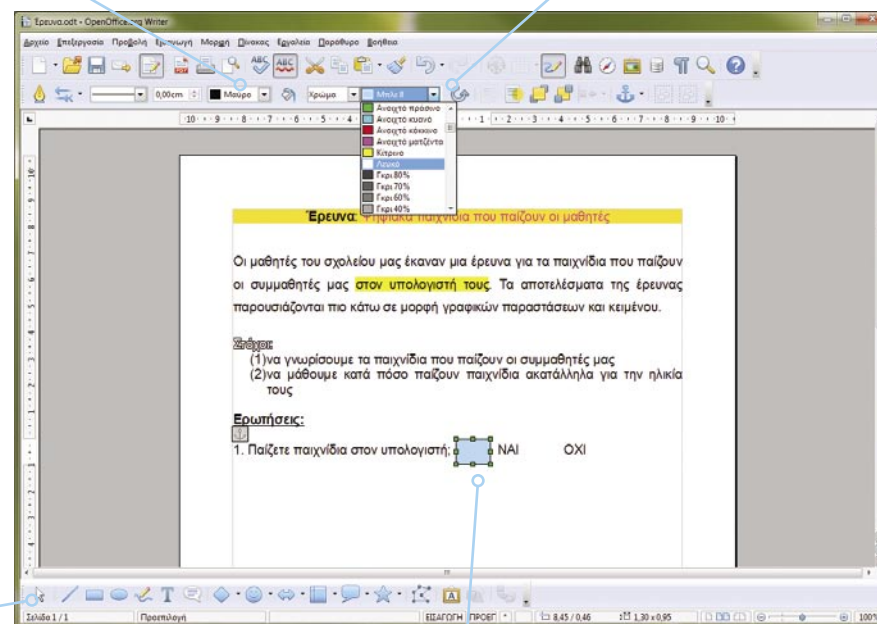 Ερευνα.odt - OpenOffice.org Writer
Αρχείο Επεξεργασία Προβολή Εισαγωγή Μορφή Πίνακας Εργαλεία Παράθυρο Βοήθεια
0,00cm Μαύρο Χρώμα Μπλε 8
Ανοιχτό πράσινο
Ανοιχτό κυανό
Ανοιχτό κόκκινο
Ανοιχτό ματζέντα
Κίτρινο
Λευκό
Γκρι 80%
Γκρι 70%
Γκρι 60%
Γκρι 40%
Έρευνα: Ψηφιακά παιχνίδια που παίζουν οι μαθητές
Οι μαθητές του σχολείου μας έκαναν μια έρευνα για τα παιχνίδια που παίζουν
οι συμμαθητές μας στον υπολογιστή τους. Τα αποτελέσματα της έρευνας
παρουσιάζονται πιο κάτω σε μορφή γραφικών παραστάσεων και κειμένου.
Στόχοι:
(1)να γνωρίσουμε τα παιχνίδια που παίζουν οι συμμαθητές μας
(2)να μάθουμε κατά πόσο παίζουν παιχνίδια ακατάλληλα για την ηλικία
τους
Ερωτήσεις:
1. Παίζετε παιχνίδια στον υπολογιστή; ΝΑΙ ΟΧΙ
Σελίδα 1 / 1 Προεπιλογή ΕΙΣΑΓΩΓΗ ΠΡΟΕΓ * 8,45 / 0,46 1,30 x 0,95 100%